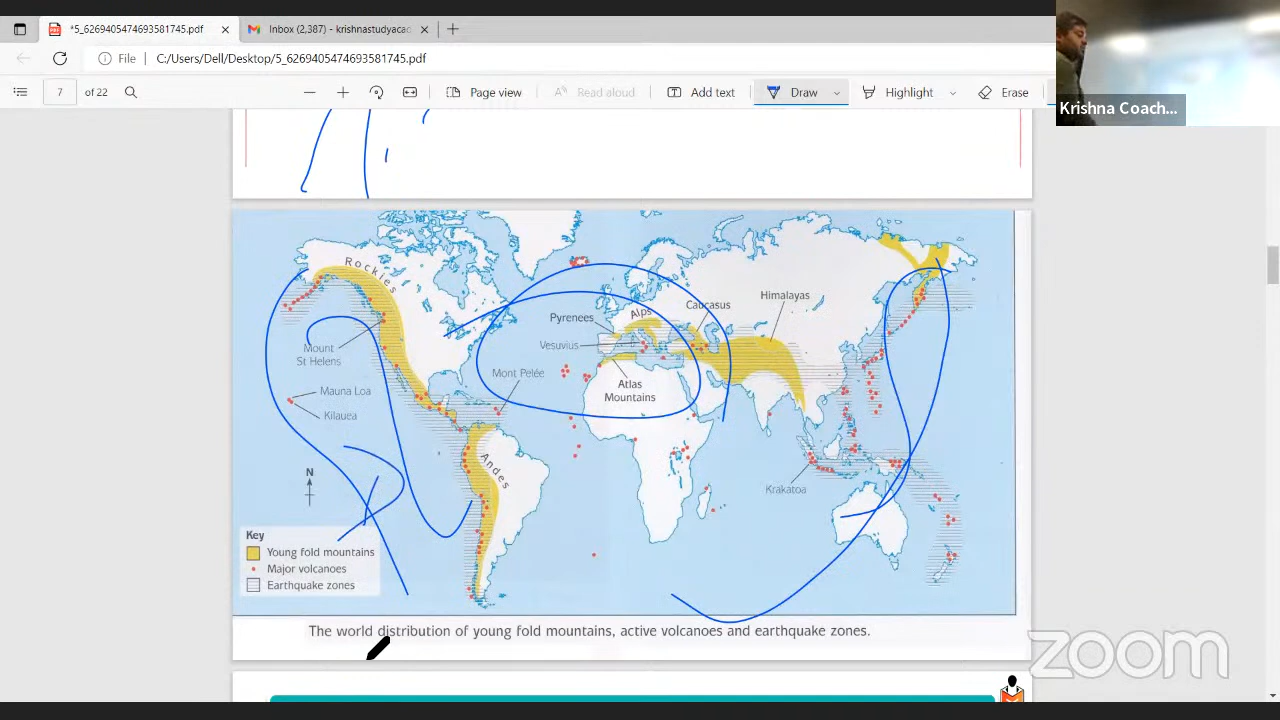 *5_6269405474693581745.pdf
Inbox (2,387) - krishnastudyacac
File
C:/Users/Dell/Desktop/5_6269405474693581745.pdf
7 of 22
Page view
Read aloud
Add text
Draw
Highlight
Erase
Krishna Coach...
Rockies
Mount
St Helens
Mauna Loa
Kilauea
Mont Pelée
Andes
Pyrenees
Vesuvius
Alps
Atlas
Mountains
Caucasus
Himalayas
Krakatoa
N
Key
Young fold mountains
Major volcanoes
Earthquake zones
The world distribution of young fold mountains, active volcanoes and earthquake zones.
zoom